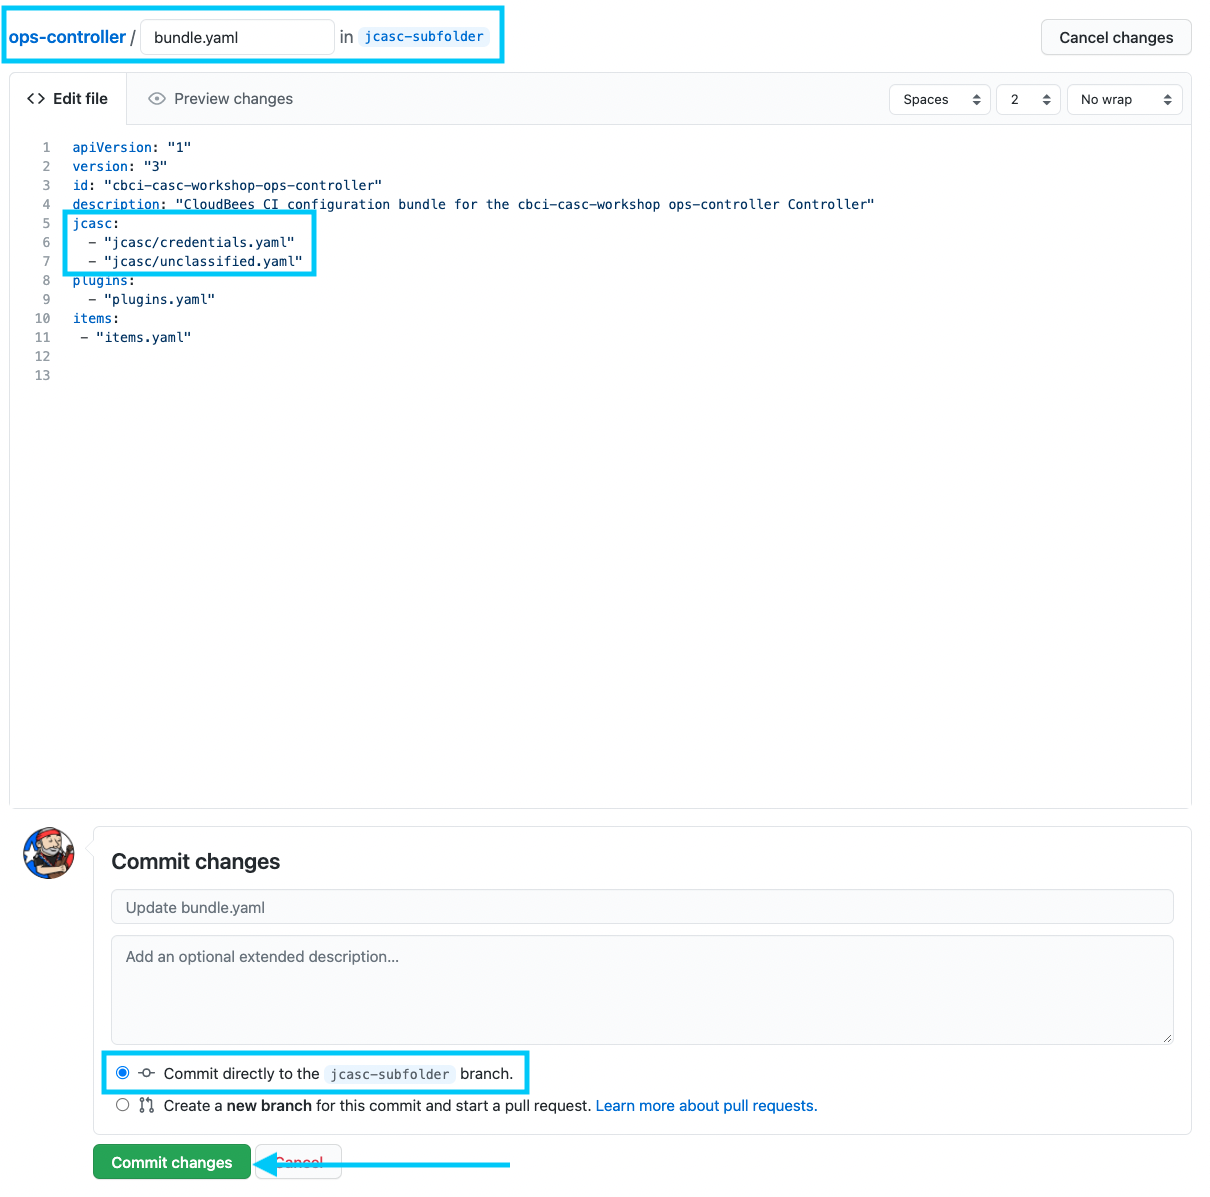 ops-controller / bundle.yaml in jcasc-subfolder
Cancel changes
<> Edit file
Preview changes
Spaces
2
No wrap
1 apiVersion: "1"
2 version: "3"
3 id: "cbci-casc-workshop-ops-controller"
4 description: "CloudBees CI configuration bundle for the cbci-casc-workshop ops-controller Controller"
5 jcasc:
6   - "jcasc/credentials.yaml"
7   - "jcasc/unclassified.yaml"
8 plugins:
9   - "plugins.yaml"
10 items:
11  - "items.yaml"
12
13
Commit changes
Update bundle.yaml
Add an optional extended description...
Commit directly to the jcasc-subfolder branch.
Create a new branch for this commit and start a pull request. Learn more about pull requests.
Commit changes
Cancel